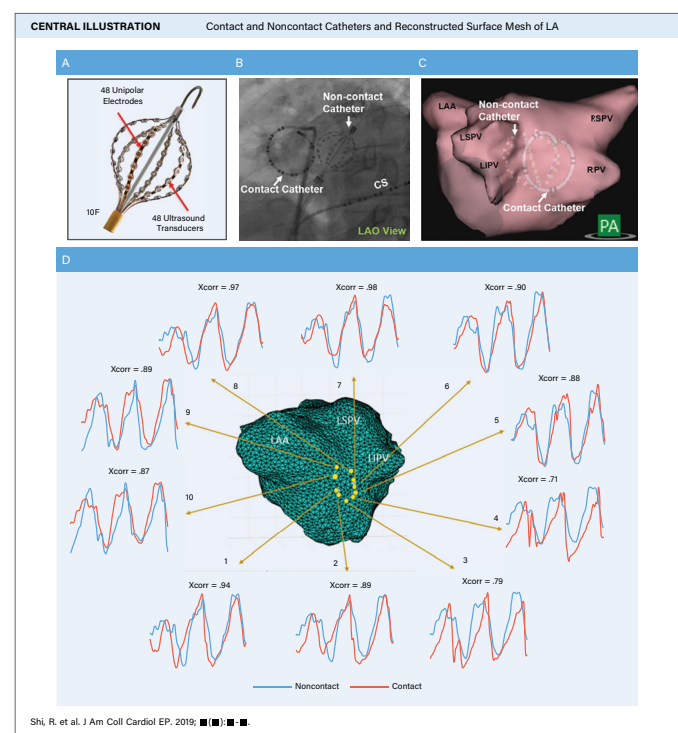 CENTRAL ILLUSTRATION Contact and Noncontact Catheters and Reconstructed Surface Mesh of LA
A
48 Unipolar
Electrodes
10F
48 Ultrasound
Transducers
B
Non-contact
Catheter
Contact Catheter
CS
LAO View
C
LAA
Non-contact
Catheter
RSPV
LSPV
LIPV
RIPV
Contact Catheter
PA
D
Xcorr = .97
Xcorr = .98
Xcorr = .90
Xcorr = .89
Xcorr = .88
8
7
6
9
5
LSPV
LAA
LIPV
Xcorr = .87
Xcorr = .71
10
4
1
2
3
Xcorr = .94
Xcorr = .89
Xcorr = .79
Noncontact Contact
Shi, R. et al. J Am Coll Cardiol EP. 2019; ■(■):■-■.